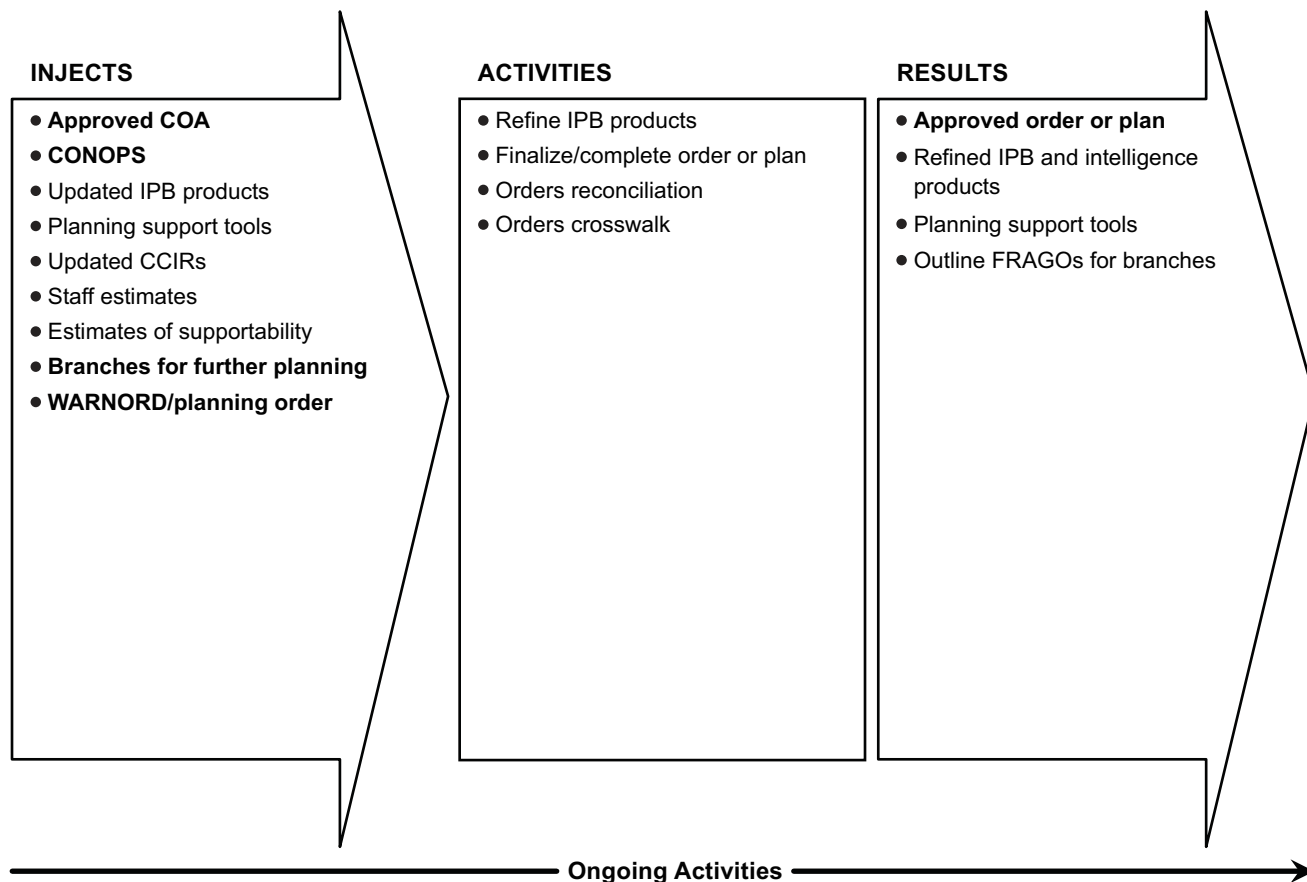 INJECTS
• Approved COA
• CONOPS
• Updated IPB products
• Planning support tools
• Updated CCIRs
• Staff estimates
• Estimates of supportability
• Branches for further planning
• WARNORD/planning order
ACTIVITIES
• Refine IPB products
• Finalize/complete order or plan
• Orders reconciliation
• Orders crosswalk
RESULTS
• Approved order or plan
• Refined IPB and intelligence
products
• Planning support tools
• Outline FRAGOs for branches
Ongoing Activities